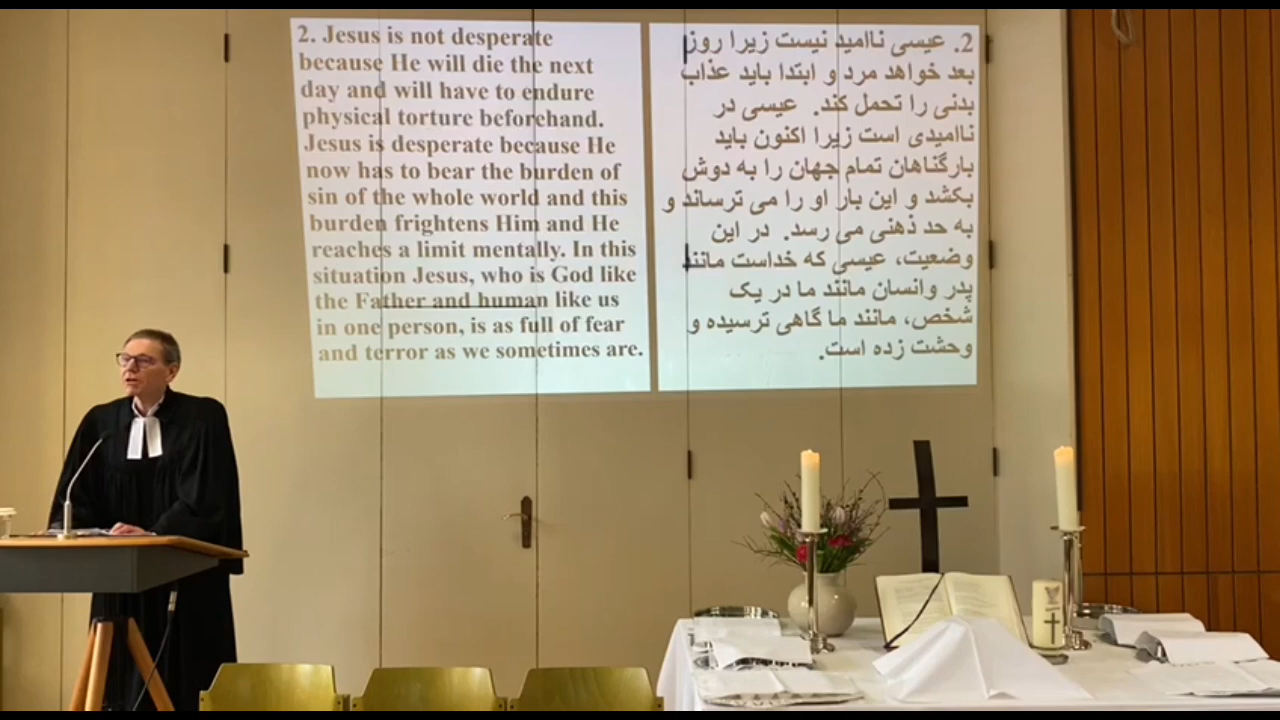 2. Jesus is not desperate
because He will die the next
day and will have to endure
physical torture beforehand.
Jesus is desperate because He
now has to bear the burden of
sin of the whole world and this
burden frightens Him and He
reaches a limit mentally. In this
situation Jesus, who is God like
the Father and human like us
in one person, is as full of fear
and terror as we sometimes are.
2. عیسی ناامید نیست زیرا روز
بعد خواهد مرد و ابتدا باید عذاب
بدنی را تحمل کند. عیسی در
ناامیدی است زیرا اکنون باید
بارگناهان تمام جهان را به دوش
بکشد و این بار او را می ترساند و
به حد ذهنی می رسد. در این
وضعیت، عیسی که خداست مانند
پدر وانسان مانند ما در یک
شخص، مانند ما گاهی ترسیده و
وحشت زده است.